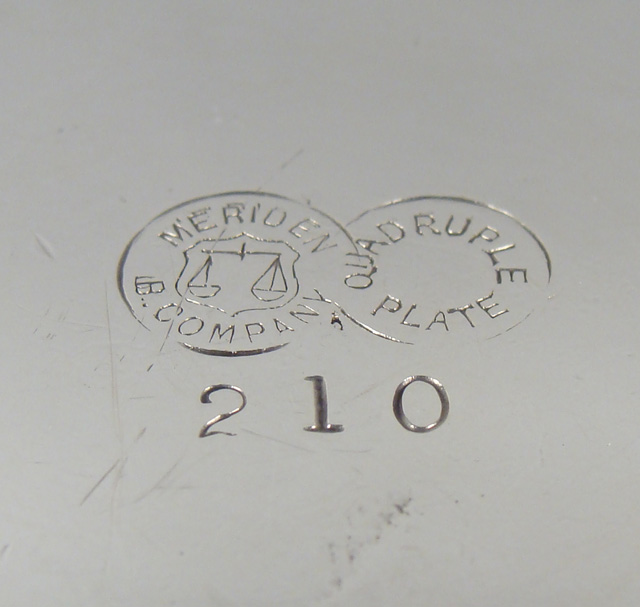 MERIDEN
B. COMPANY
QUADRUPLE
PLATE
210